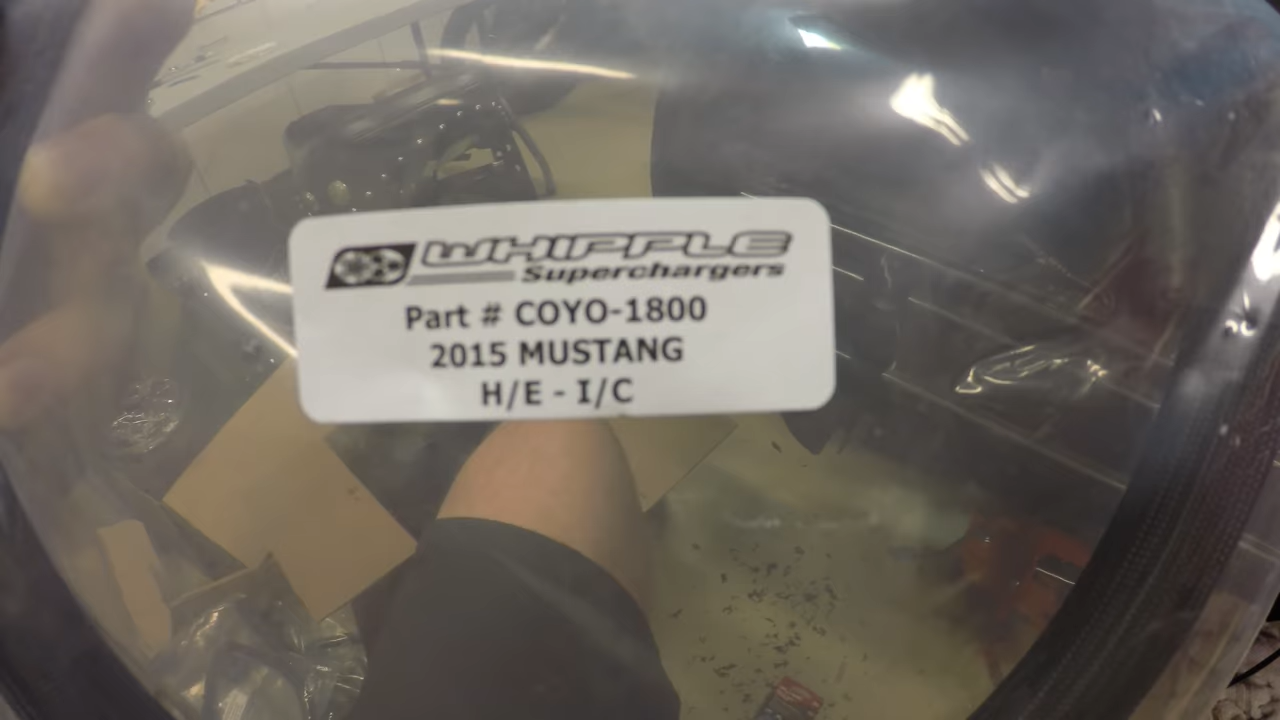 WHIPPLE
Superchargers
Part # COYO-1800
2015 MUSTANG
H/E - I/C